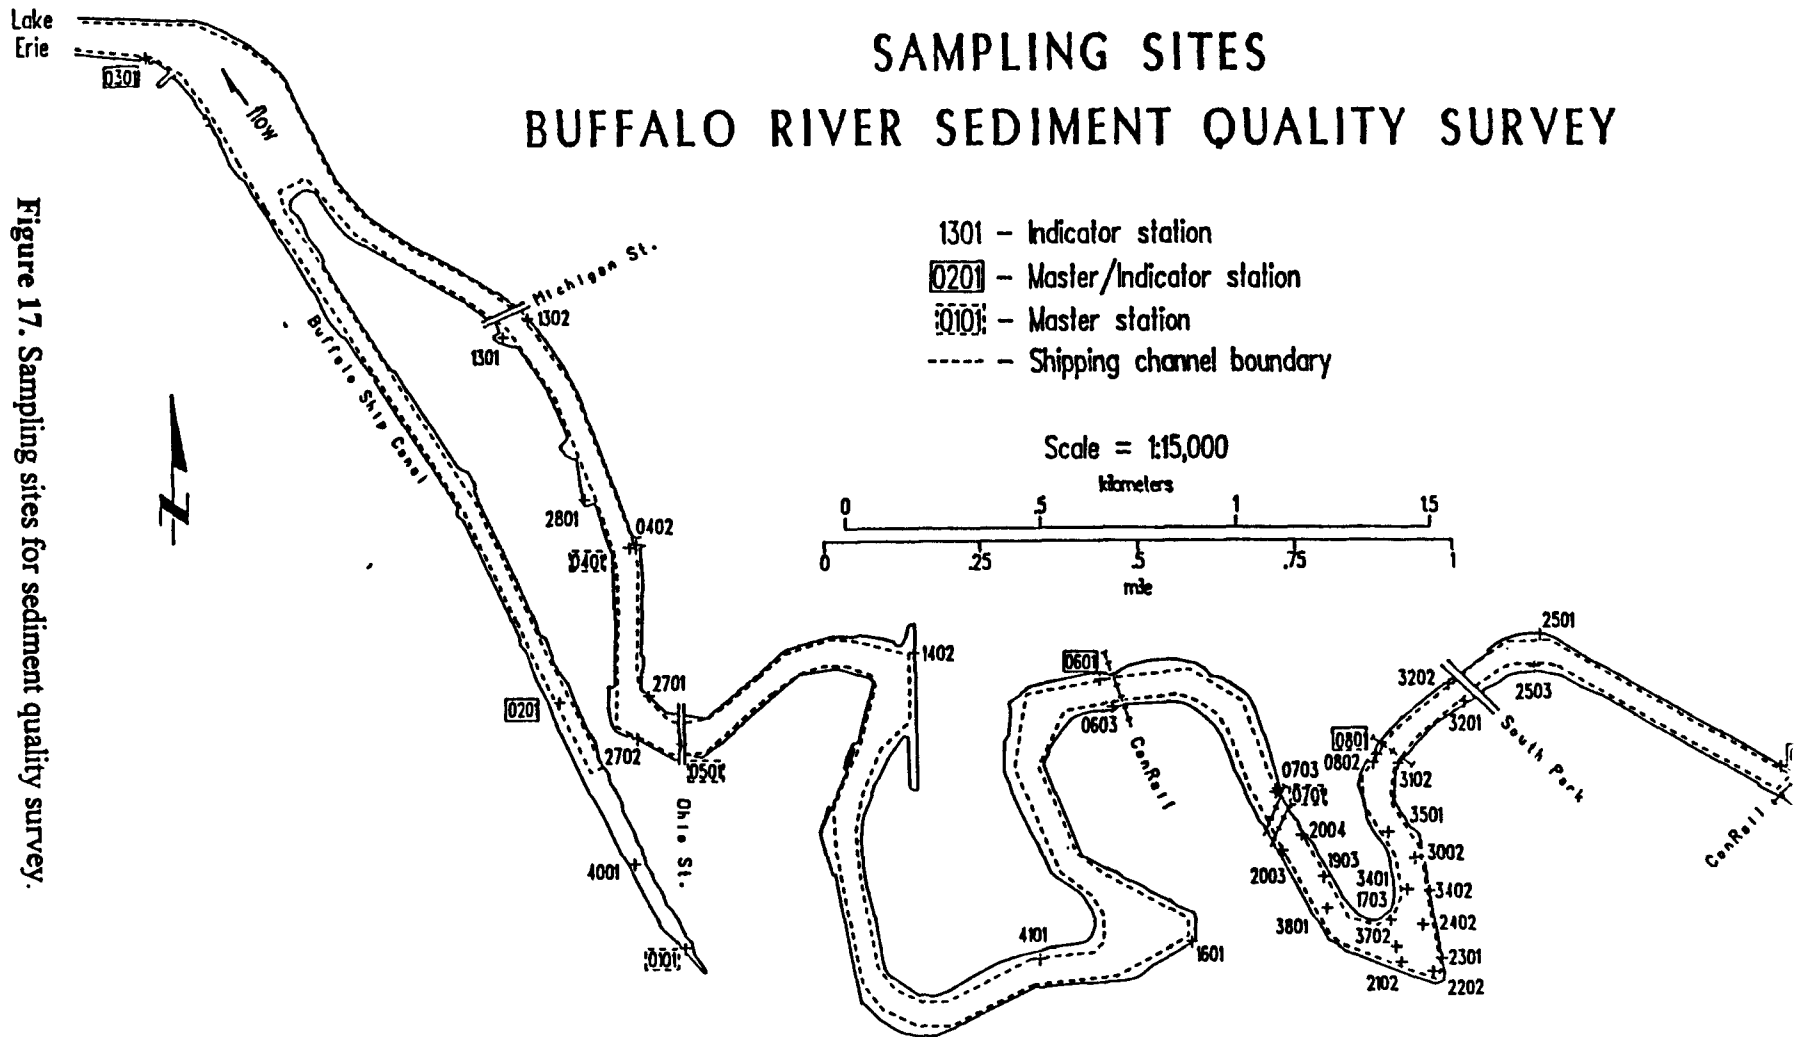 Lake
Erie
SAMPLING SITES
BUFFALO RIVER SEDIMENT QUALITY SURVEY
0301
flow
1301 - Indicator station
0201 - Master/Indicator station
0101 - Master station
----- - Shipping channel boundary
Michigan St.
1302
1301
Buffalo Ship Canal
Scale = 1:15,000
kilometers
0 .5 1 1.5
0 .25 .5 .75 1
mile
N
2801
0402
2701
0201
2702
Ohio St.
4001
0101
1402
0601
0603
ConRail
4101
1601
0703
0701
2004
1903
2003
3801
3401
1703
3702
2102
2202
2301
2402
3402
3002
3501
3102
0801
0802
3202
3201
South Park
2501
2503
ConRail
Figure 17. Sampling sites for sediment quality survey.